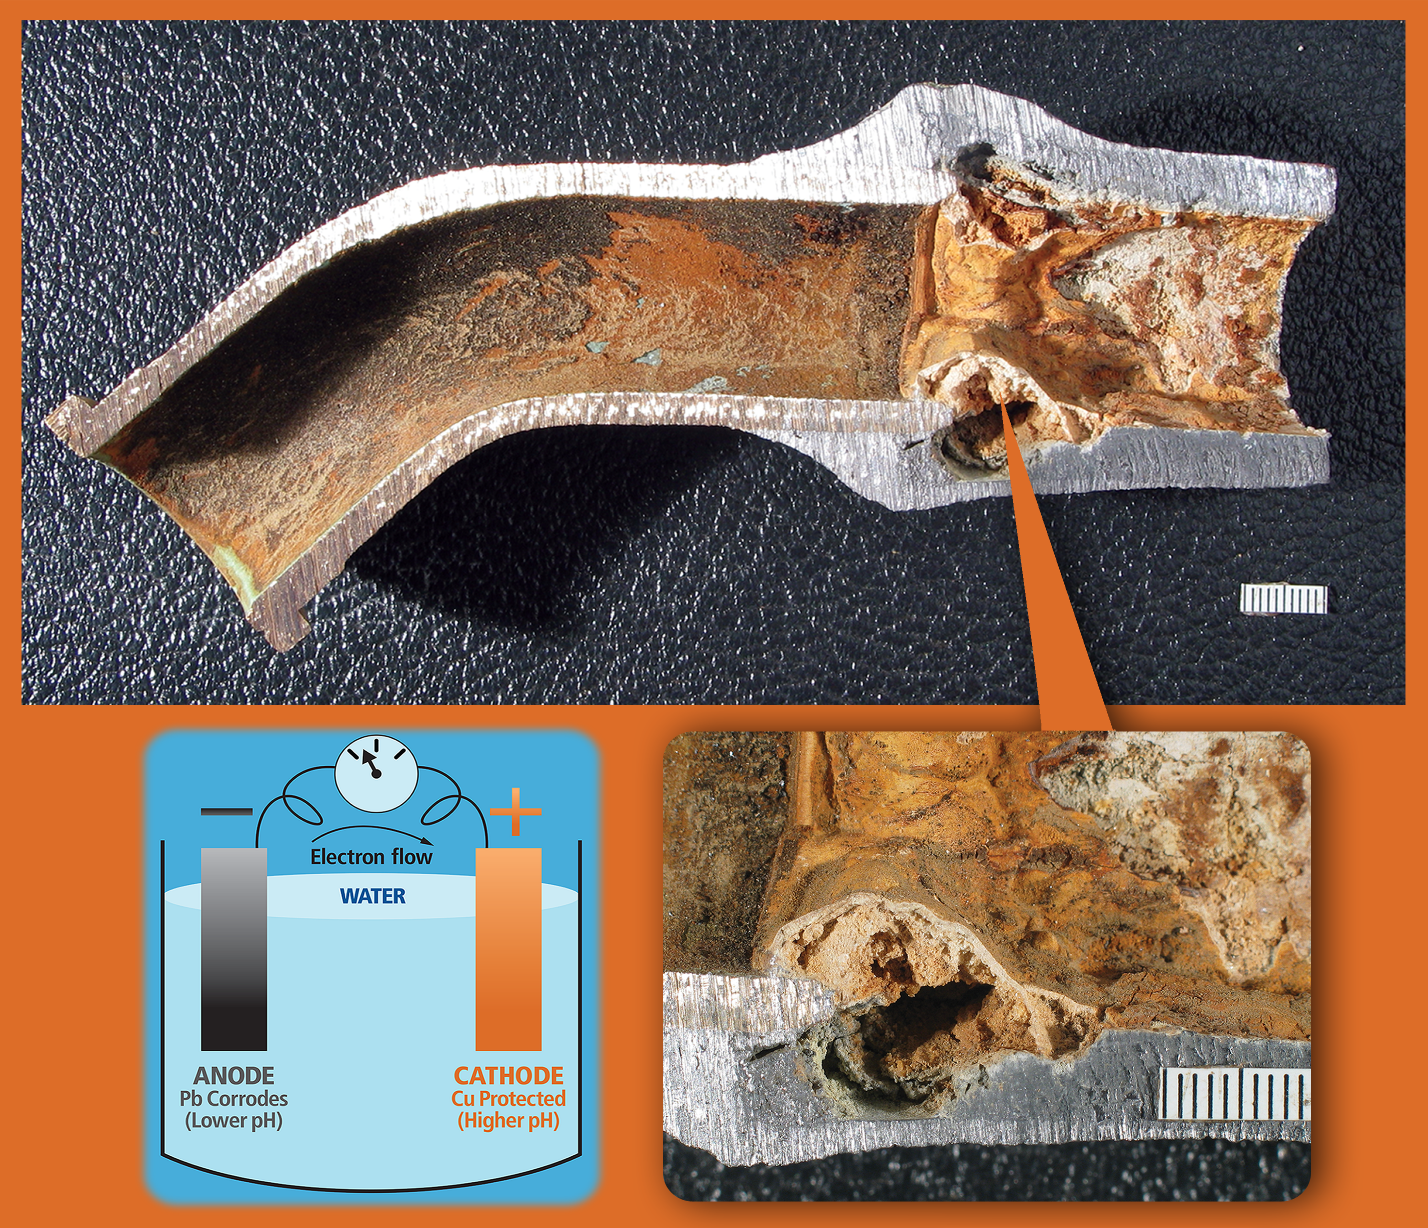 Electron flow
WATER
ANODE
Pb Corrodes
(Lower pH)
CATHODE
Cu Protected
(Higher pH)